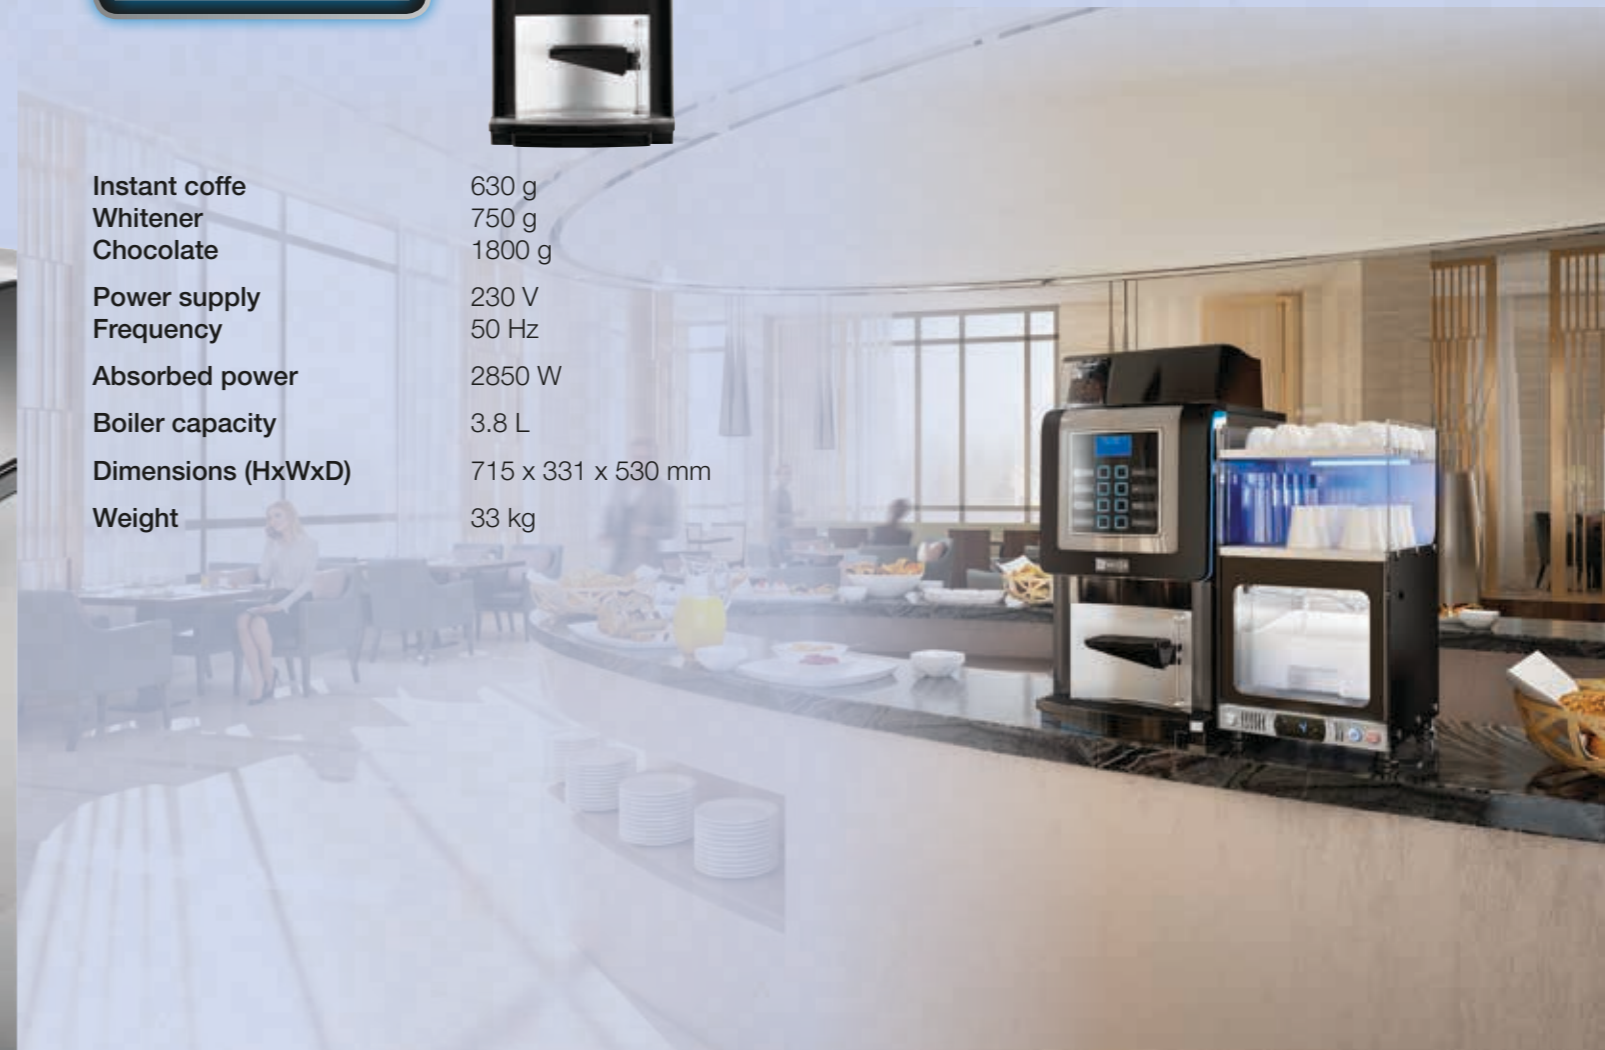 Instant coffe 630 g
Whitener 750 g
Chocolate 1800 g
Power supply 230 V
Frequency 50 Hz
Absorbed power 2850 W
Boiler capacity 3.8 L
Dimensions (HxWxD) 715 x 331 x 530 mm
Weight 33 kg